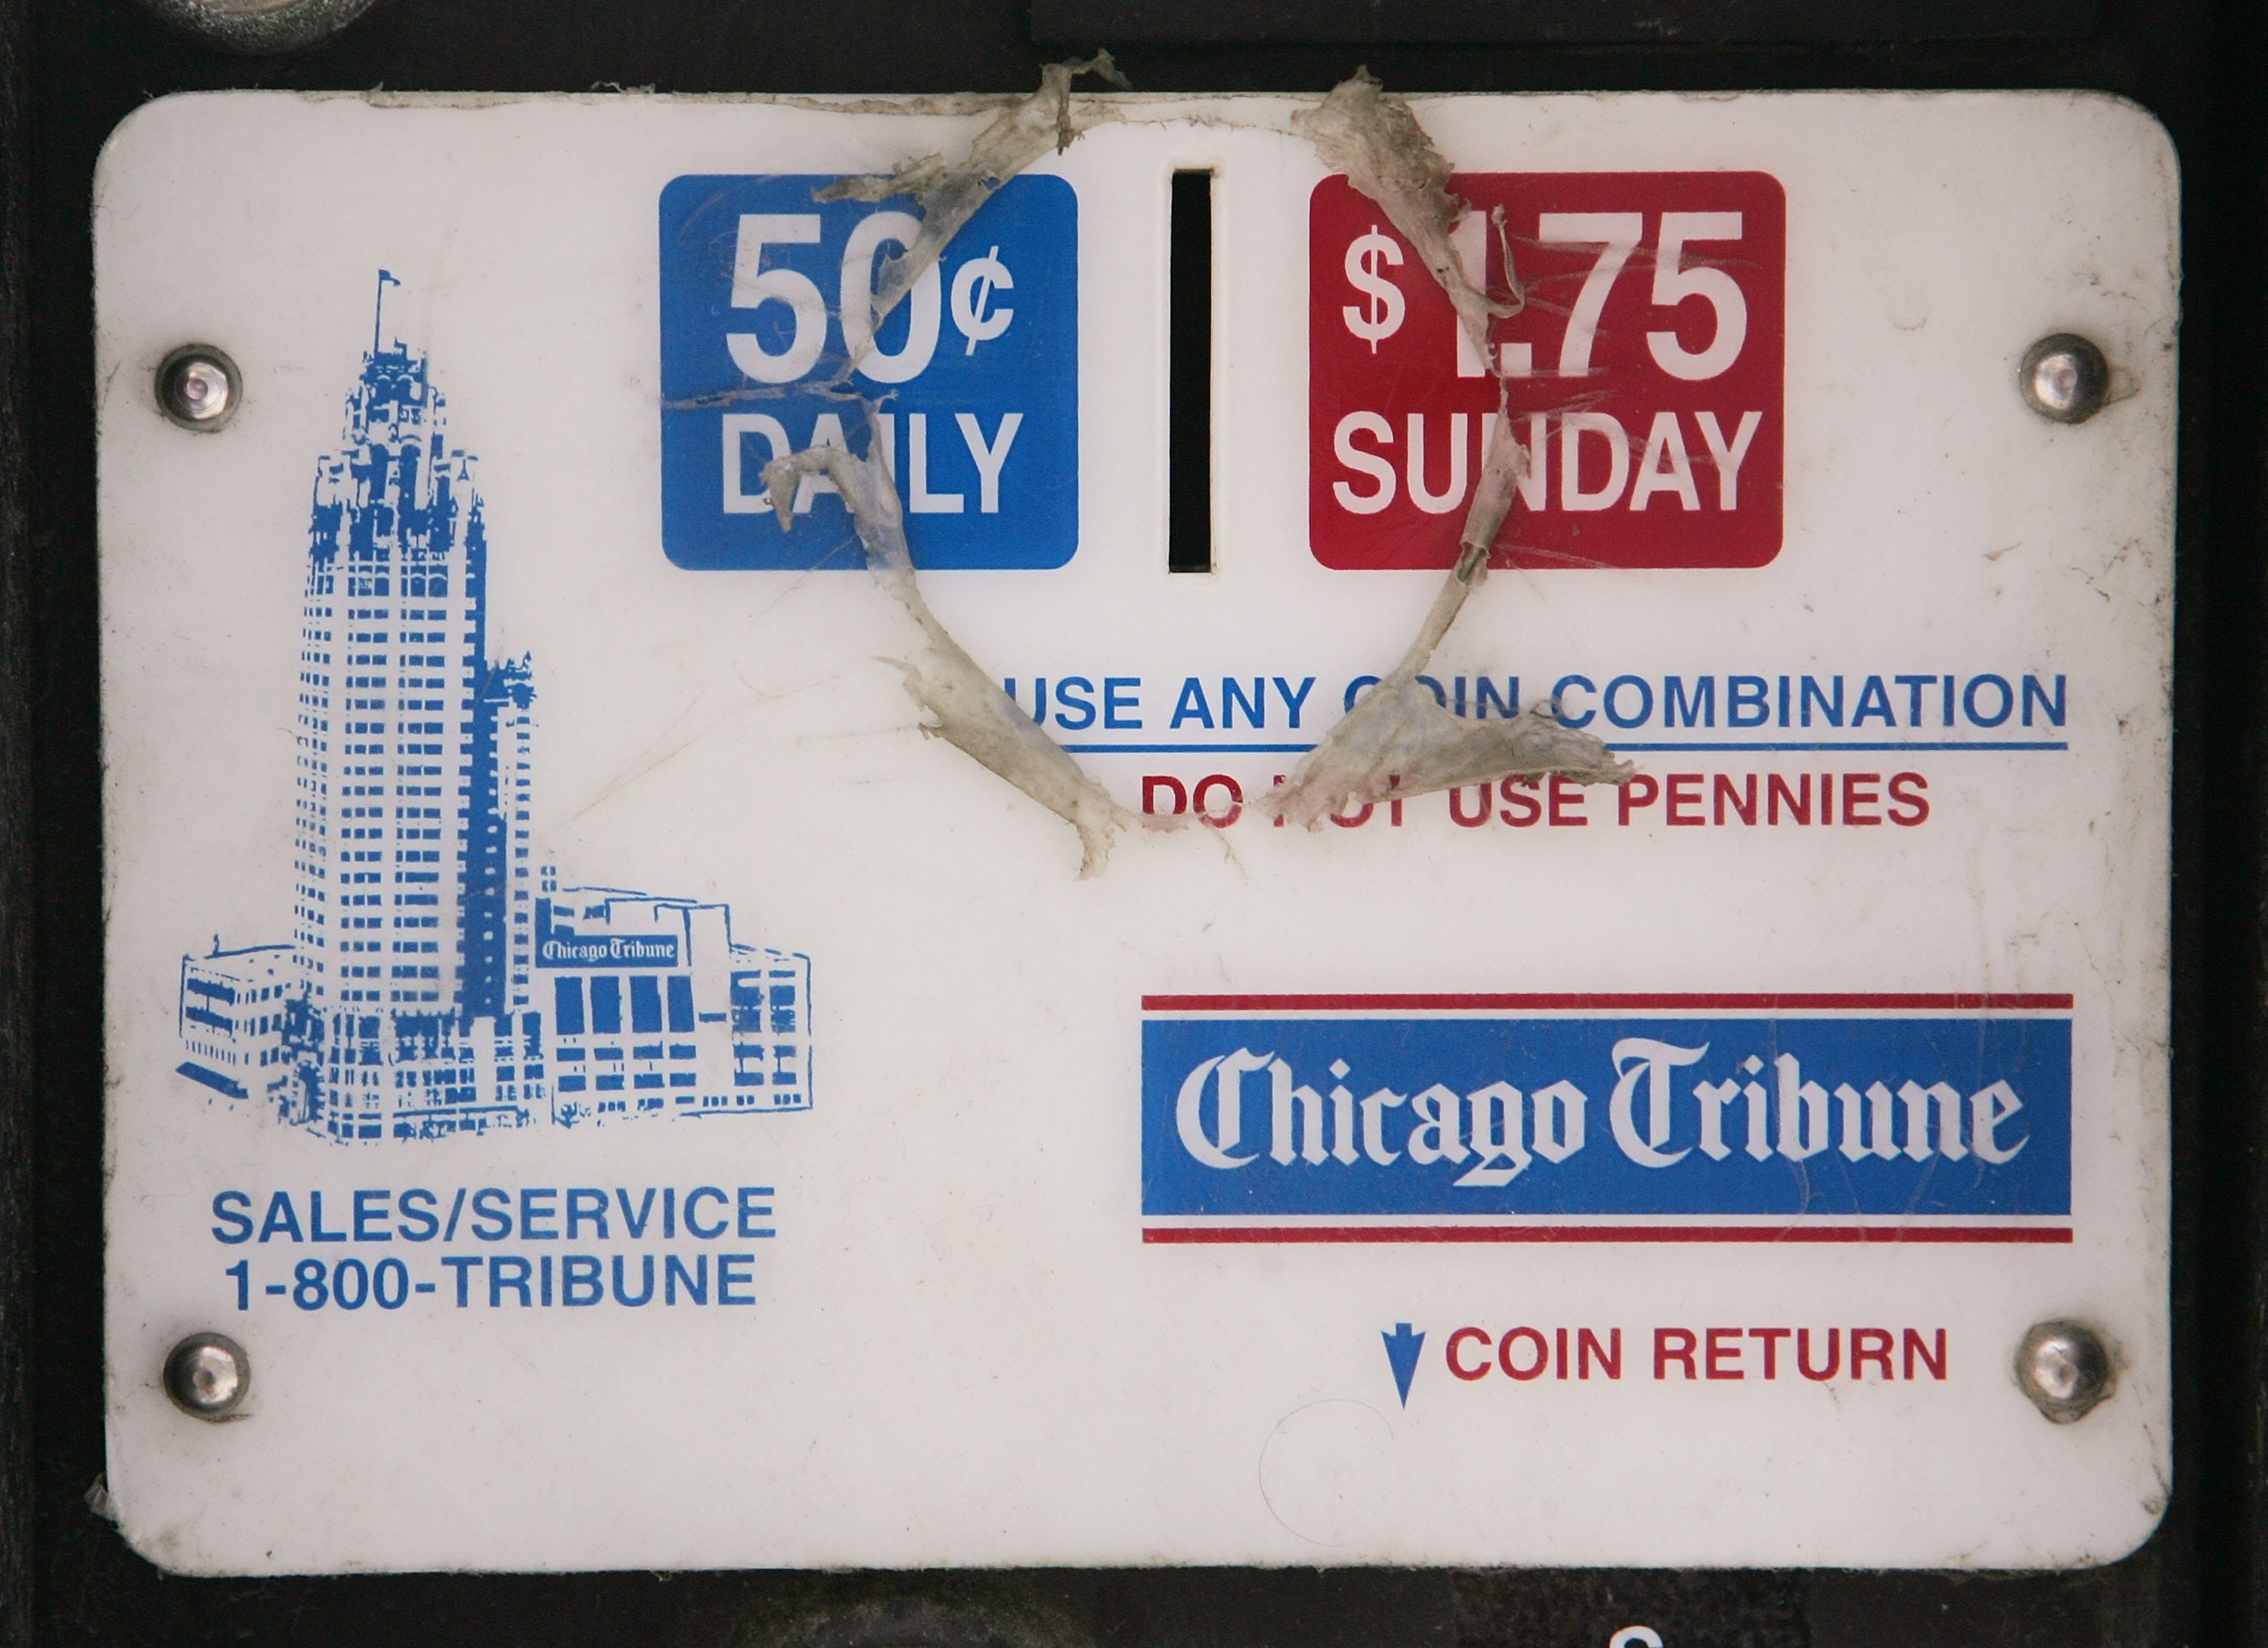 50¢
DAILY
$1.75
SUNDAY
USE ANY COIN COMBINATION
DO NOT USE PENNIES
Chicago Tribune
Chicago Tribune
SALES/SERVICE
1-800-TRIBUNE
COIN RETURN